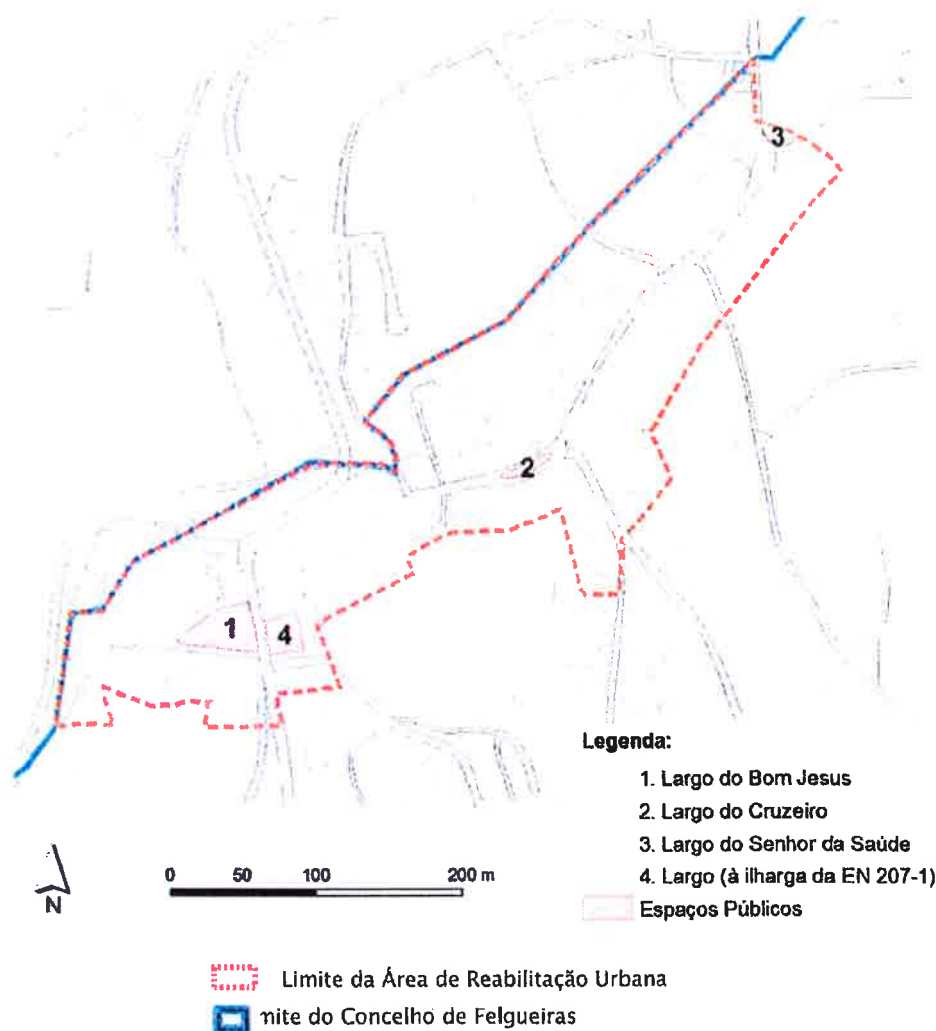 3
2
1
4
Legenda:
1. Largo do Bom Jesus
2. Largo do Cruzeiro
3. Largo do Senhor da Saúde
4. Largo (à ilharga da EN 207-1)
Espaços Públicos
N
0 50 100 200 m
Limite da Área de Reabilitação Urbana
mite do Concelho de Felgueiras